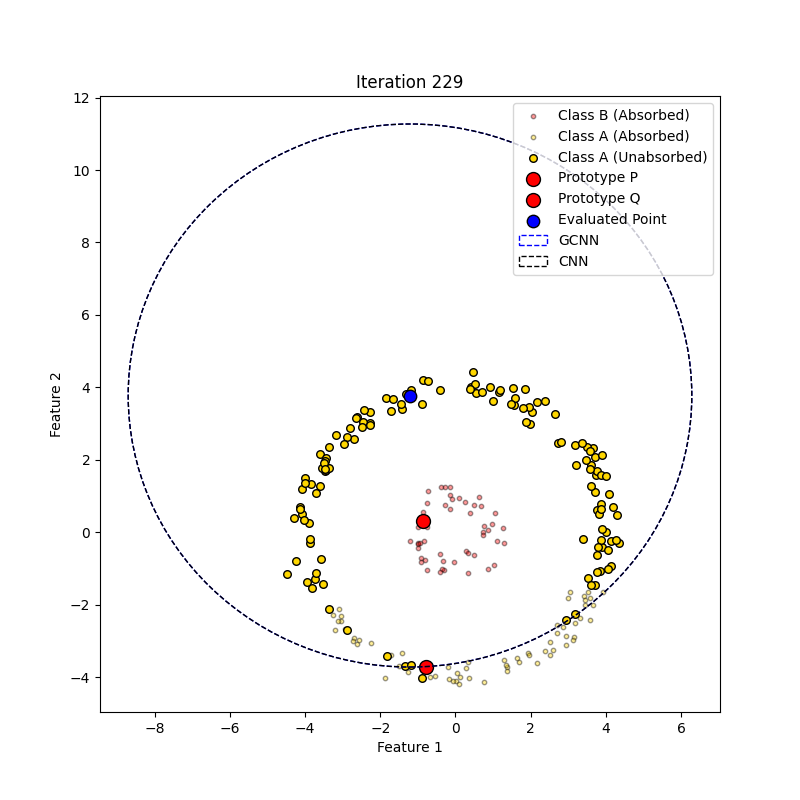 Iteration 229
Class B (Absorbed)
Class A (Absorbed)
Class A (Unabsorbed)
Prototype P
Prototype Q
Evaluated Point
GCNN
CNN
12
10
8
6
4
2
0
−2
−4
Feature 2
−8
−6
−4
−2
0
2
4
6
Feature 1